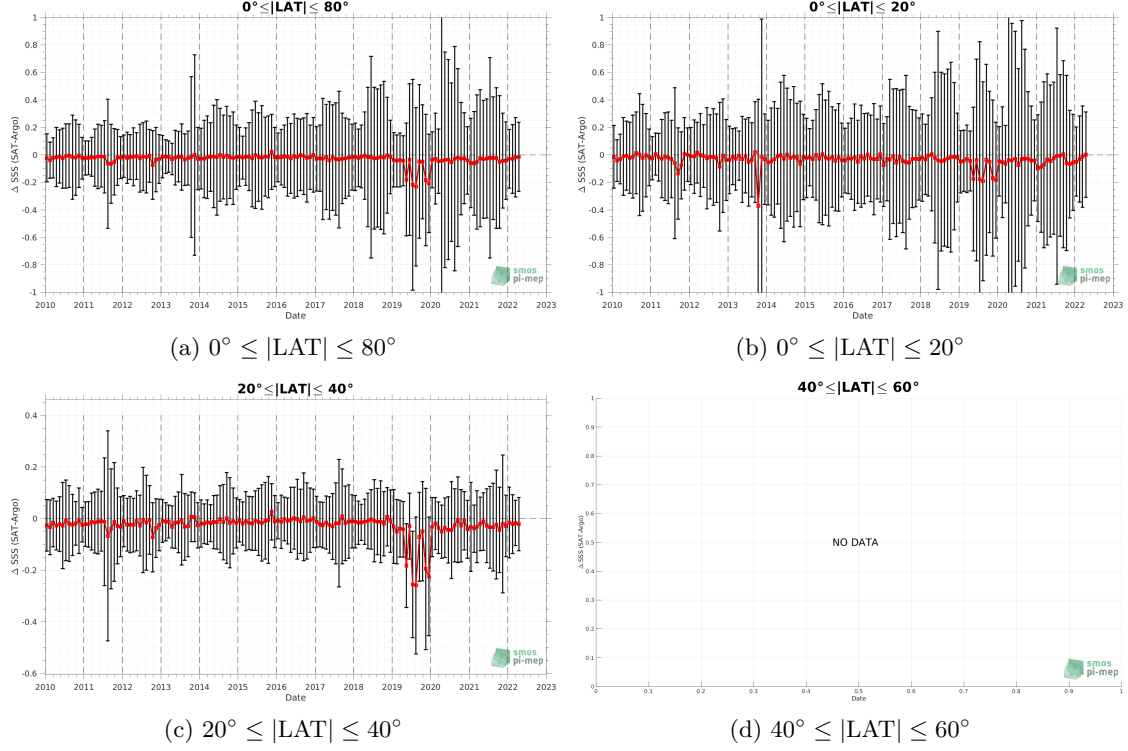 0°≤|LAT|≤ 80°
1
0.8
0.6
0.4
0.2
0
-0.2
-0.4
-0.6
-0.8
-1
Δ SSS (SAT-Argo)
2010 2011 2012 2013 2014 2015 2016 2017 2018 2019 2020 2021 2022 2023
Date
smos
pi-mep
(a) 0° ≤ |LAT| ≤ 80°
0°≤|LAT|≤ 20°
1
0.8
0.6
0.4
0.2
0
-0.2
-0.4
-0.6
-0.8
-1
Δ SSS (SAT-Argo)
2010 2011 2012 2013 2014 2015 2016 2017 2018 2019 2020 2021 2022 2023
Date
smos
pi-mep
(b) 0° ≤ |LAT| ≤ 20°
20°≤|LAT|≤ 40°
0.4
0.2
0
-0.2
-0.4
-0.6
Δ SSS (SAT-Argo)
2010 2011 2012 2013 2014 2015 2016 2017 2018 2019 2020 2021 2022 2023
Date
smos
pi-mep
(c) 20° ≤ |LAT| ≤ 40°
40°≤|LAT|≤ 60°
1
0.9
0.8
0.7
0.6
0.5
0.4
0.3
0.2
0.1
0
Δ SSS (SAT-Argo)
NO DATA
0 0.1 0.2 0.3 0.4 0.5 0.6 0.7 0.8 0.9 1
Date
smos
pi-mep
(d) 40° ≤ |LAT| ≤ 60°